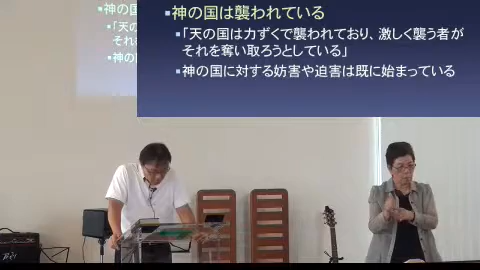 神の国は襲われている
「天の国は力ずくで襲われており、激しく襲う者が
それを奪い取ろうとしている」
神の国に対する妨害や迫害は既に始まっている
神の
「天の
それを
神の